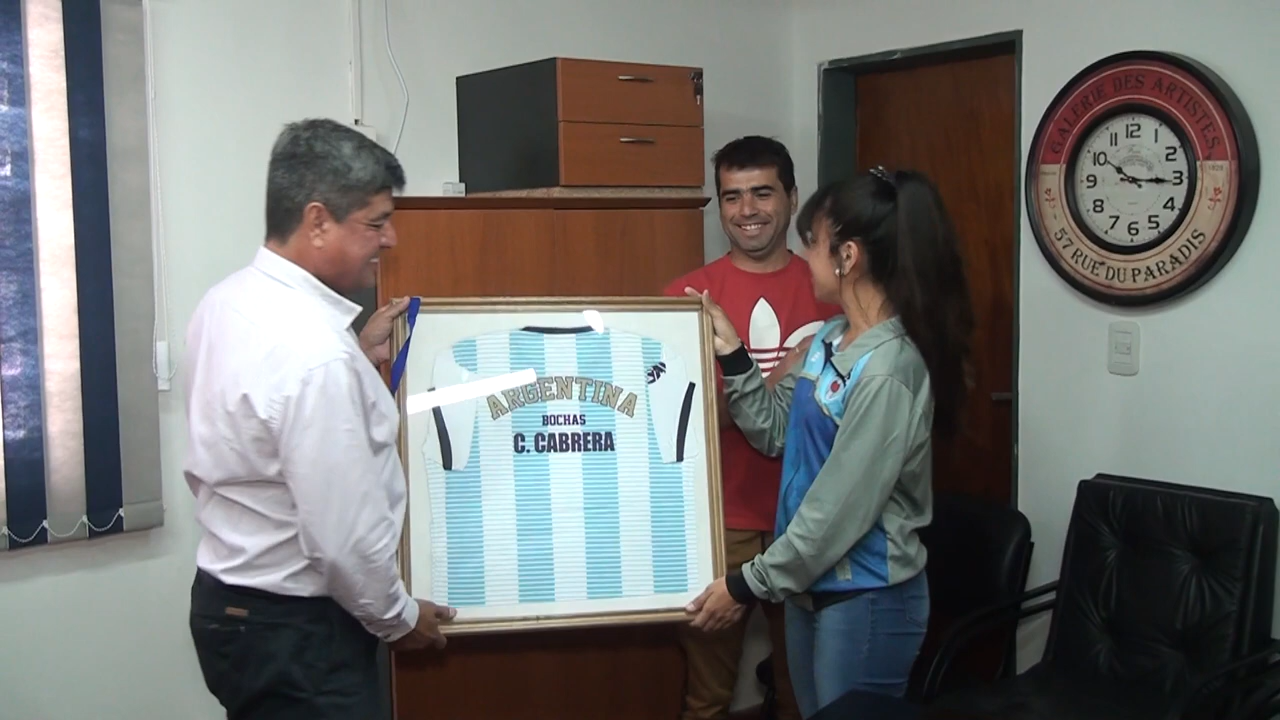 ARGENTINA
BOCHAS
C. CABRERA
GALERIE DES ARTISTES
12
1
2
3
4
5
6
7
8
9
10
11
57 RUE DU PARADIS